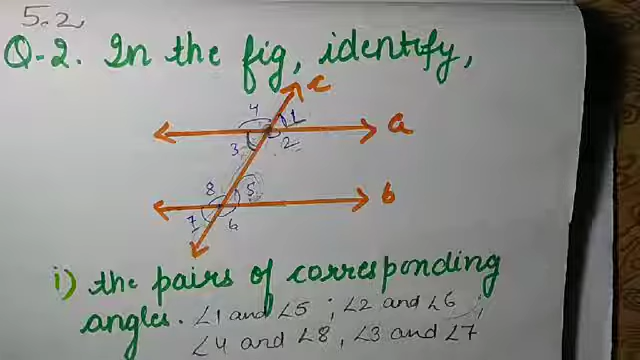 5.2
Q-2. In the fig, identify,
c
4 1
a
3 2
8 5
b
7 6
i) the pairs of corresponding
angles. ∠1 and ∠5 ; ∠2 and ∠6 ;
∠4 and ∠8, ∠3 and ∠7